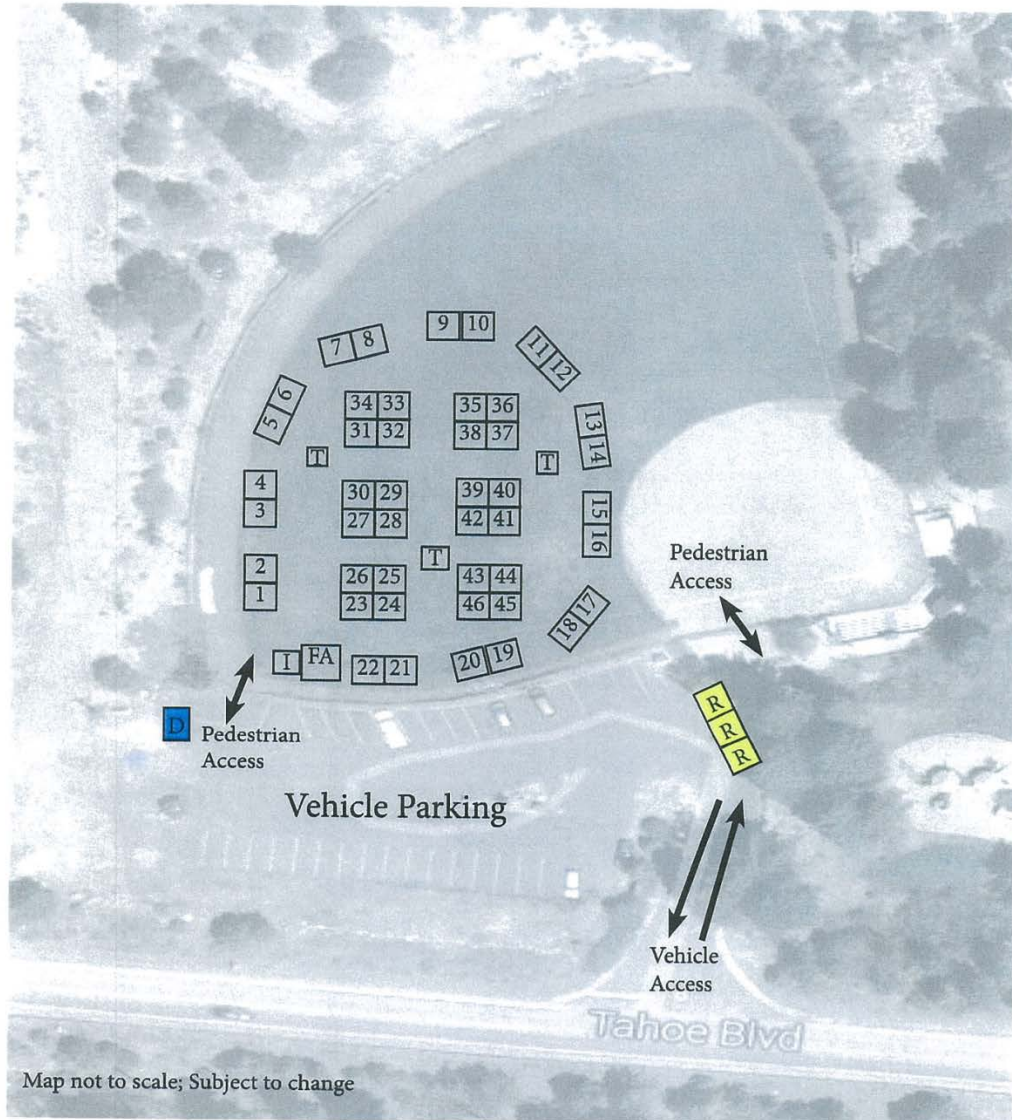 9 10
7 8
11 12
5 6
34 33
35 36
31 32
38 37
13 14
T
T
4
3
30 29
39 40
27 28
42 41
15 16
Pedestrian
Access
T
2
1
26 25
43 44
23 24
46 45
18 17
I FA
22 21
20 19
R
R
R
D
Pedestrian
Access
Vehicle Parking
Vehicle
Access
Tahoe Blvd
Map not to scale; Subject to change